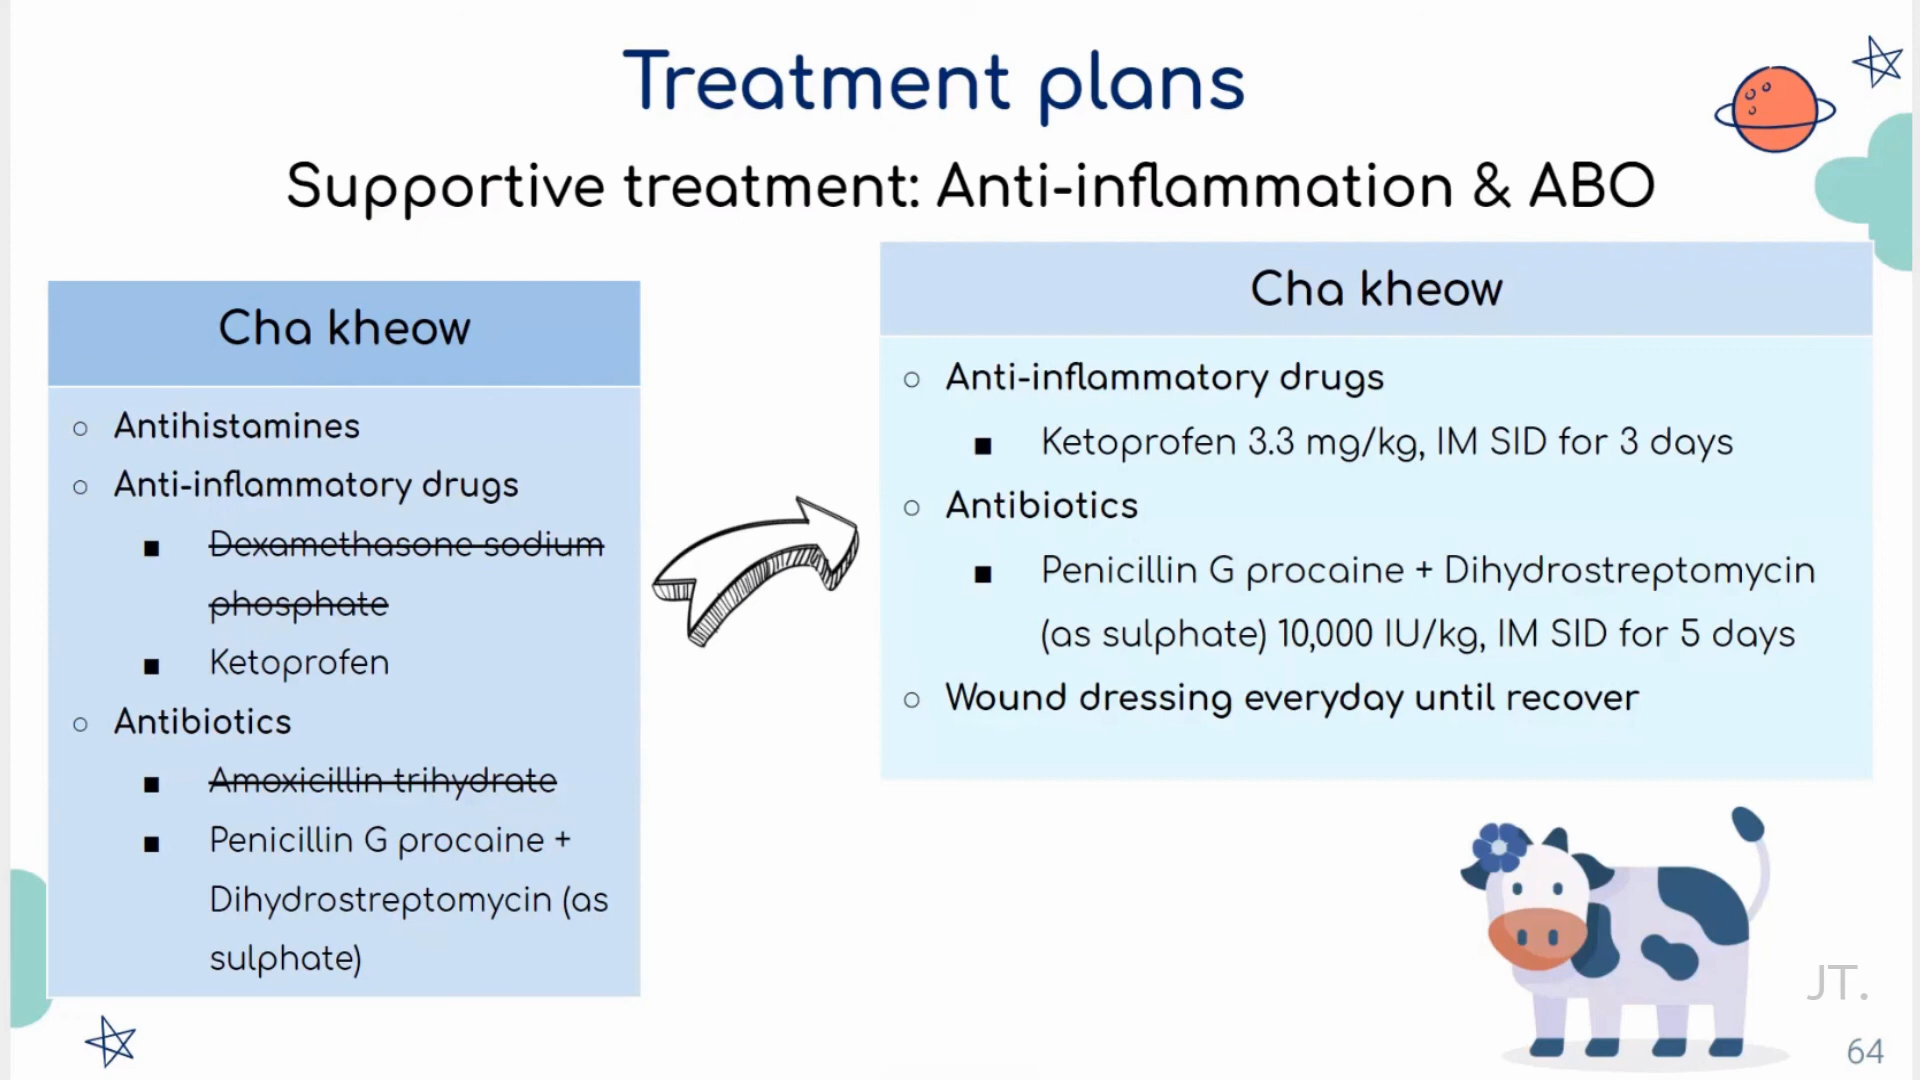 Treatment plans
Supportive treatment: Anti-inflammation & ABO
Cha kheow
○ Antihistamines
○ Anti-inflammatory drugs
■ Dexamethasone sodium
phosphate
■ Ketoprofen
○ Antibiotics
■ Amoxicillin trihydrate
■ Penicillin G procaine +
Dihydrostreptomycin (as
sulphate)
Cha kheow
○ Anti-inflammatory drugs
■ Ketoprofen 3.3 mg/kg, IM SID for 3 days
○ Antibiotics
■ Penicillin G procaine + Dihydrostreptomycin
(as sulphate) 10,000 IU/kg, IM SID for 5 days
○ Wound dressing everyday until recover
JT.
64